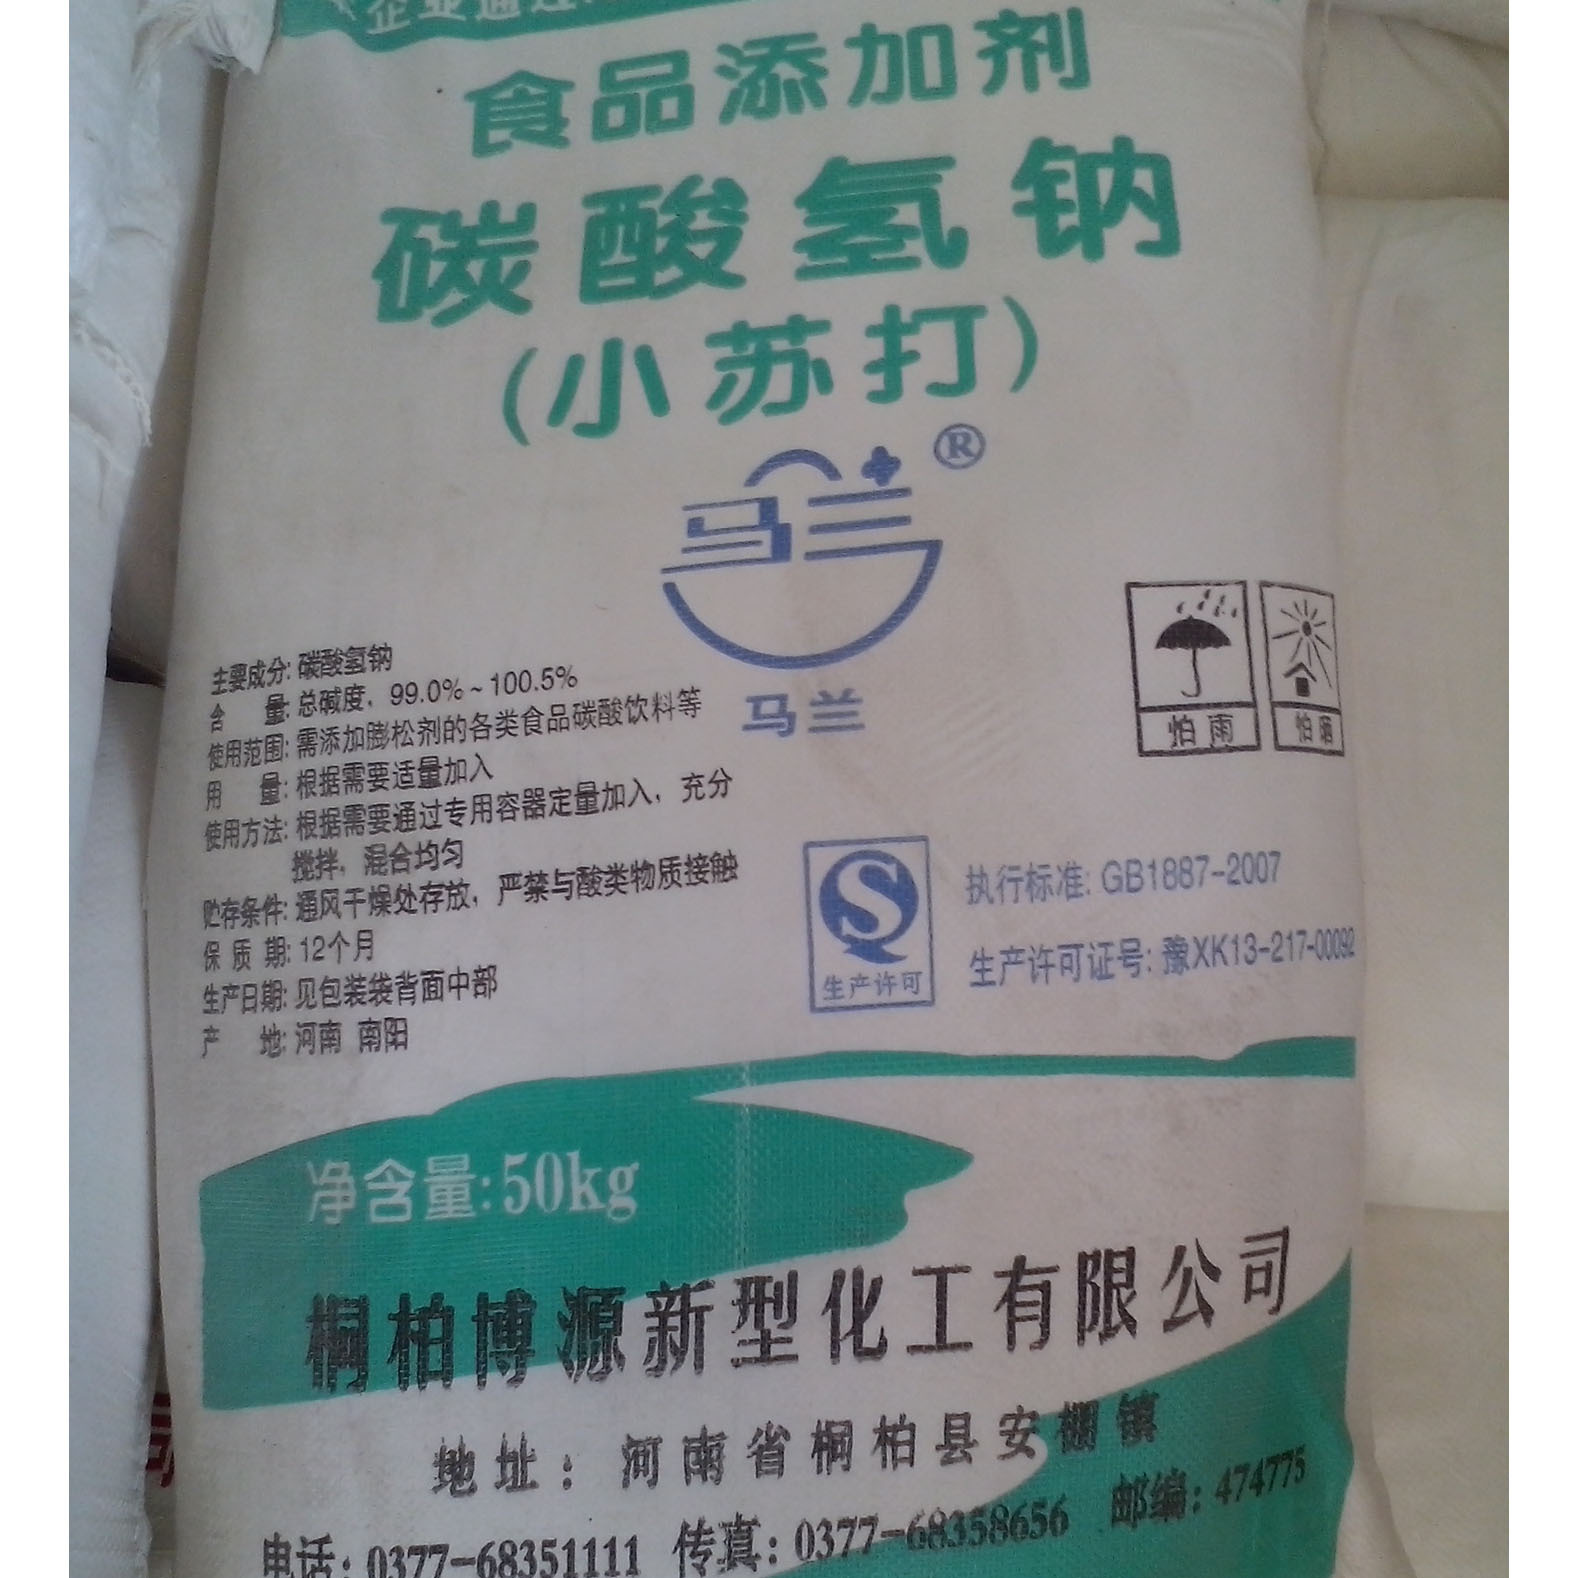 企业通过
食品添加剂
碳酸氢钠
(小苏打)
®
马兰
马兰
怕雨
怕晒
主要成分: 碳酸氢钠
含 量: 总碱度, 99.0%~100.5%
使用范围: 需添加膨松剂的各类食品碳酸饮料等
用 量: 根据需要适量加入
使用方法: 根据需要通过专用容器定量加入, 充分
搅拌, 混合均匀
贮存条件: 通风干燥处存放, 严禁与酸类物质接触
保 质 期: 12个月
生产日期: 见包装袋背面中部
产 地: 河南 南阳
生产许可
执行标准: GB1887-2007
生产许可证号: 豫XK13-217-00092
净含量:50kg
桐柏博源新型化工有限公司
地址: 河南省桐柏县安棚镇
电话: 0377-68351111 传真: 0377-68358656 邮编: 474775
司